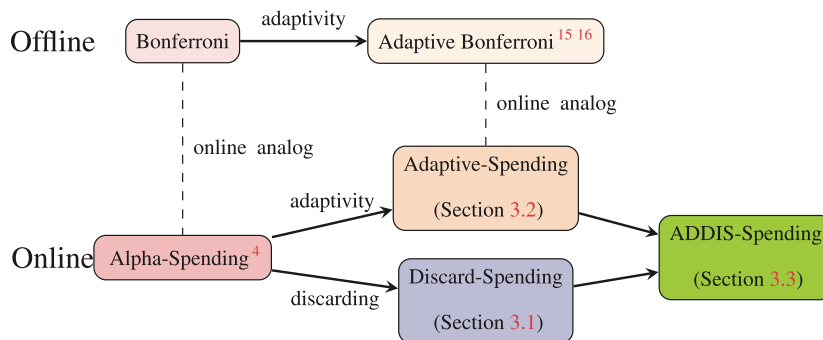 adaptivity
Offline
Bonferroni
Adaptive Bonferroni 15 16
online analog
online analog
Adaptive-Spending
(Section 3.2)
adaptivity
ADDIS-Spending
(Section 3.3)
Online
Alpha-Spending 4
discarding
Discard-Spending
(Section 3.1)